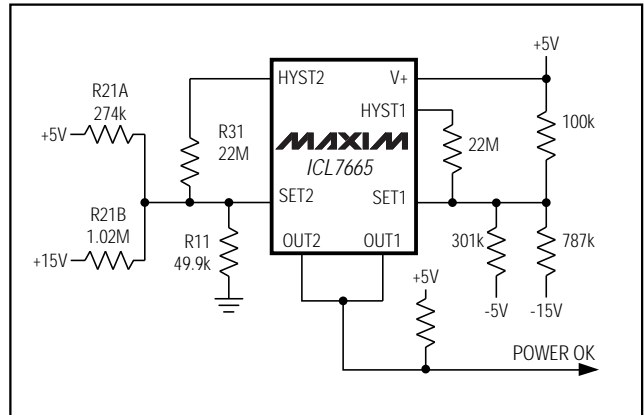 +5V
HYST2
V+
R21A
274k
HYST1
100k
+5V
R31
22M
MAXIM
22M
ICL7665
SET2
SET1
R21B
1.02M
R11
49.9k
OUT2
OUT1
301k
787k
+15V
+5V
-5V
-15V
POWER OK